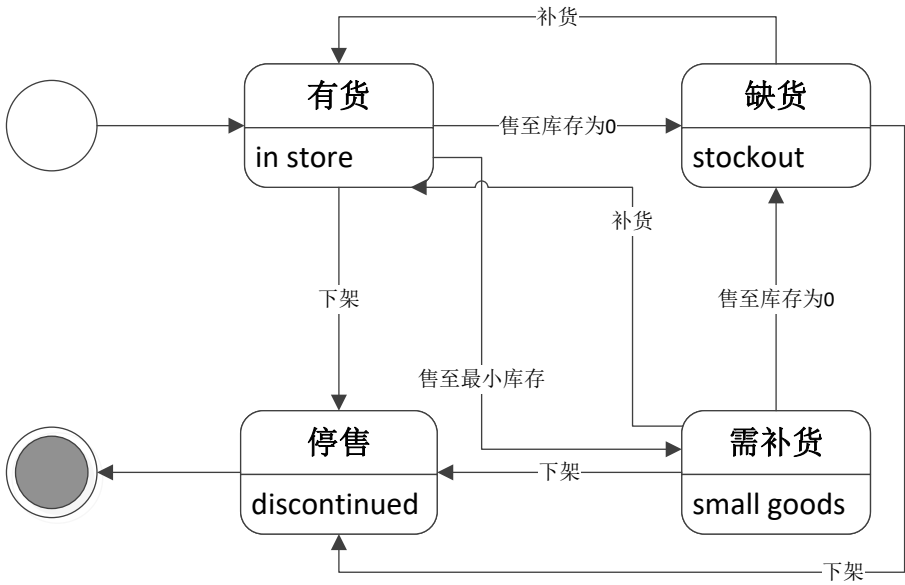 补货
有货
in store
售至库存为0
缺货
stockout
补货
下架
售至库存为0
售至最小库存
停售
discontinued
下架
需补货
small goods
下架